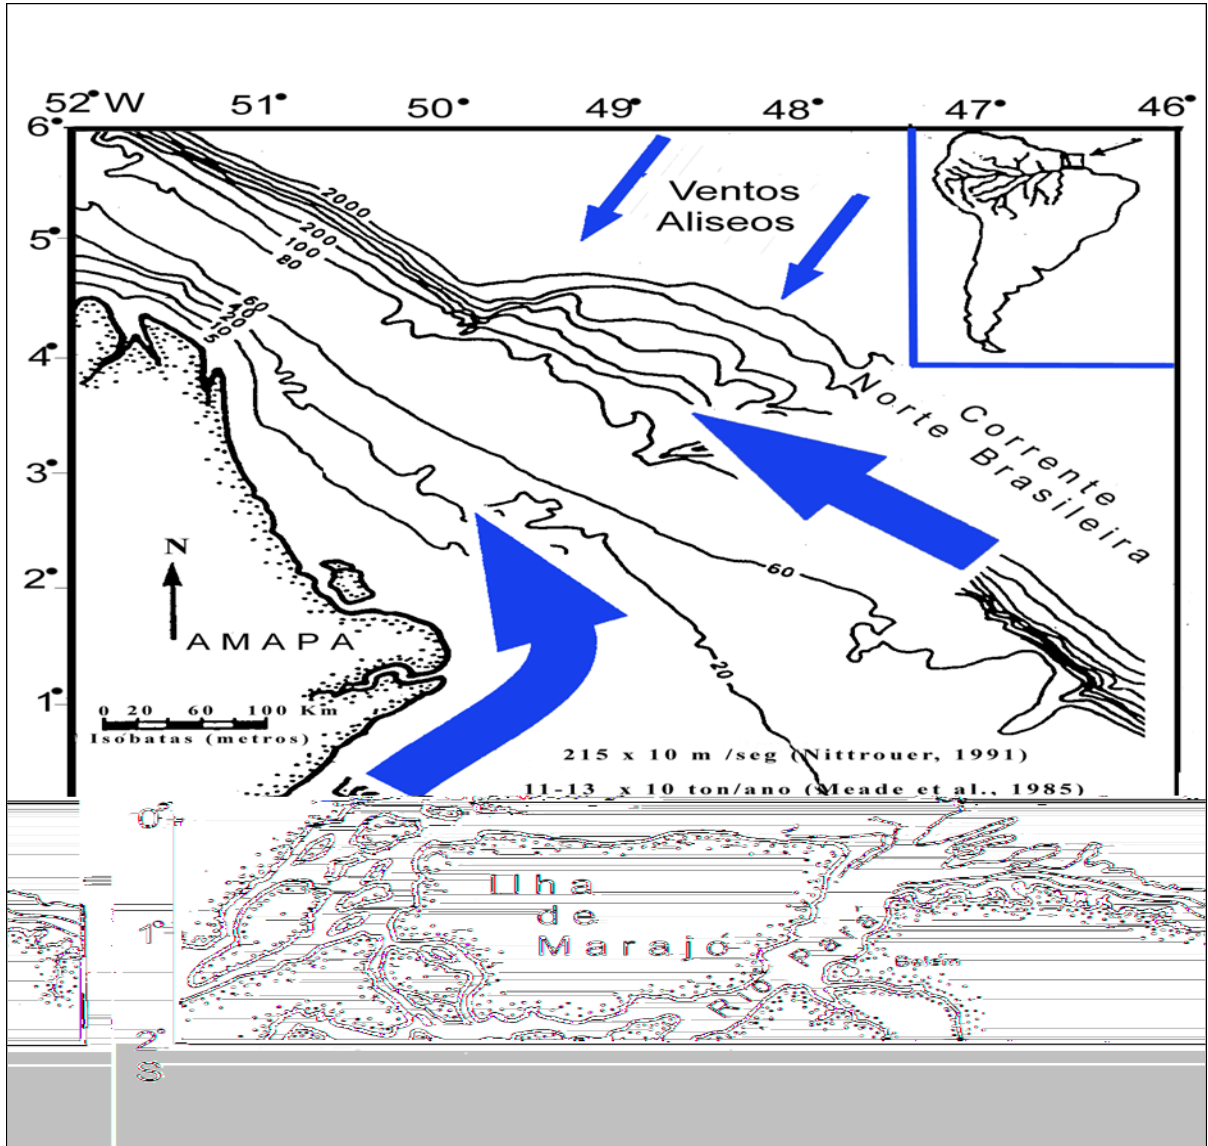 52° W 51° 50° 49° 48° 47° 46°
6°
5°
4°
3°
2°
1°
0°
1°
2°
S
Ventos
Aliseos
2000
200
100
80
60
40
20
10
5
Corrente
Norte Brasileira
60
20
N
AMAPA
0 20 60 100 Km
Isóbatas (metros)
215 x 10 m /seg (Nittrouer, 1991)
11-13 x 10 ton/ano (Meade et al., 1985)
Ilha
de
Marajó
Rio Pará
Belém